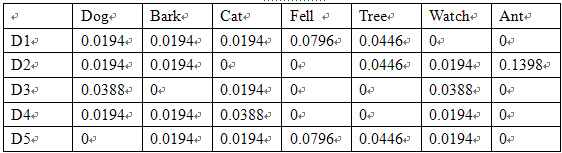 Dog Bark Cat Fell Tree Watch Ant
D1 0.0194 0.0194 0.0194 0.0796 0.0446 0 0
D2 0.0194 0.0194 0 0 0.0446 0.0194 0.1398
D3 0.0388 0 0.0194 0 0 0.0388 0
D4 0.0194 0.0194 0.0388 0 0 0.0194 0
D5 0 0.0194 0.0194 0.0796 0.0446 0.0194 0